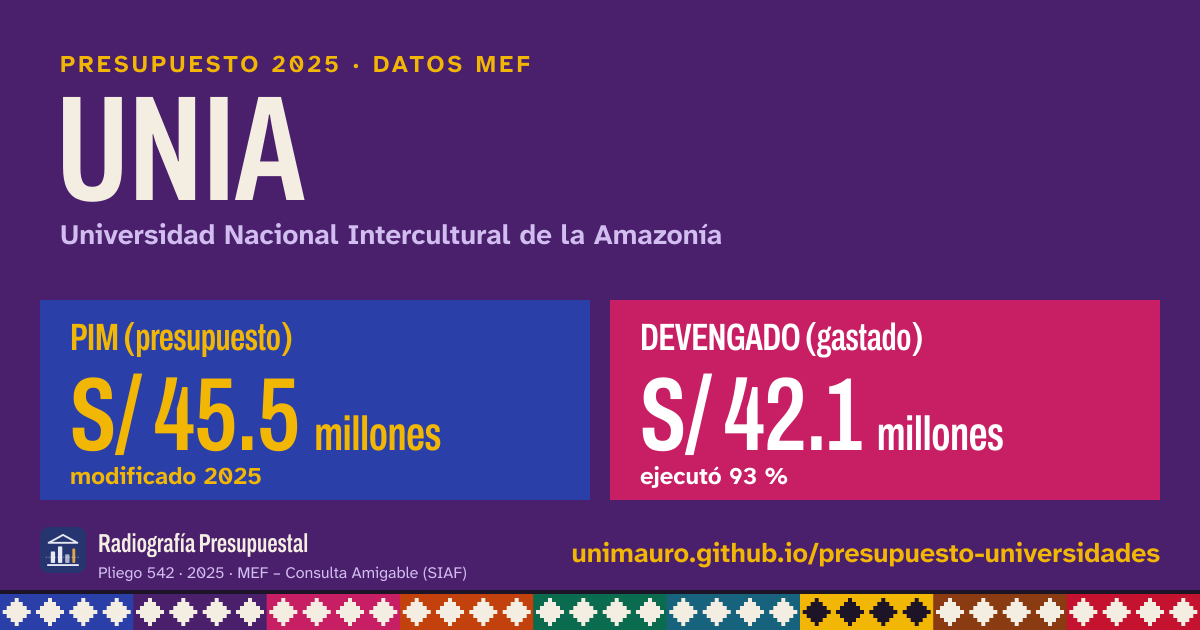 PRESUPUESTO 2025 · DATOS MEF
UNIA
Universidad Nacional Intercultural de la Amazonía
PIM (presupuesto)
S/ 45.5 millones
modificado 2025
DEVENGADO (gastado)
S/ 42.1 millones
ejecutó 93 %
Radiografía Presupuestal
Pliego 542 · 2025 · MEF – Consulta Amigable (SIAF)
unimauro.github.io/presupuesto-universidades